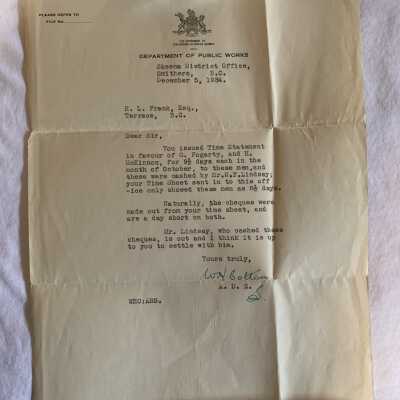 PLEASE REFER TO
FILE No.
DEPARTMENT OF PUBLIC WORKS
Skeena District Office,
Smithers, B.C.
December 5, 1934.
H. L. Frank, Esq.,
Terrace, B.C.
Dear Sir,
You issued Time Statement
in favour of G. Fogarty, and H.
McKinnon, for 9½ days each in the
month of October, to these men,and
these were cashed by Mr.E.F.Lindsay;
your Time Sheet sent in to this off
-ice only showed these men as 8½ days.
Naturally, the cheques were
made out from your time sheet, and
are a day short on both.
Mr. Lindsay, who cashed these
cheques, is out and I think it is up
to you to settle with him.
Yours truly,
A. D. E.
WHC:ABS.